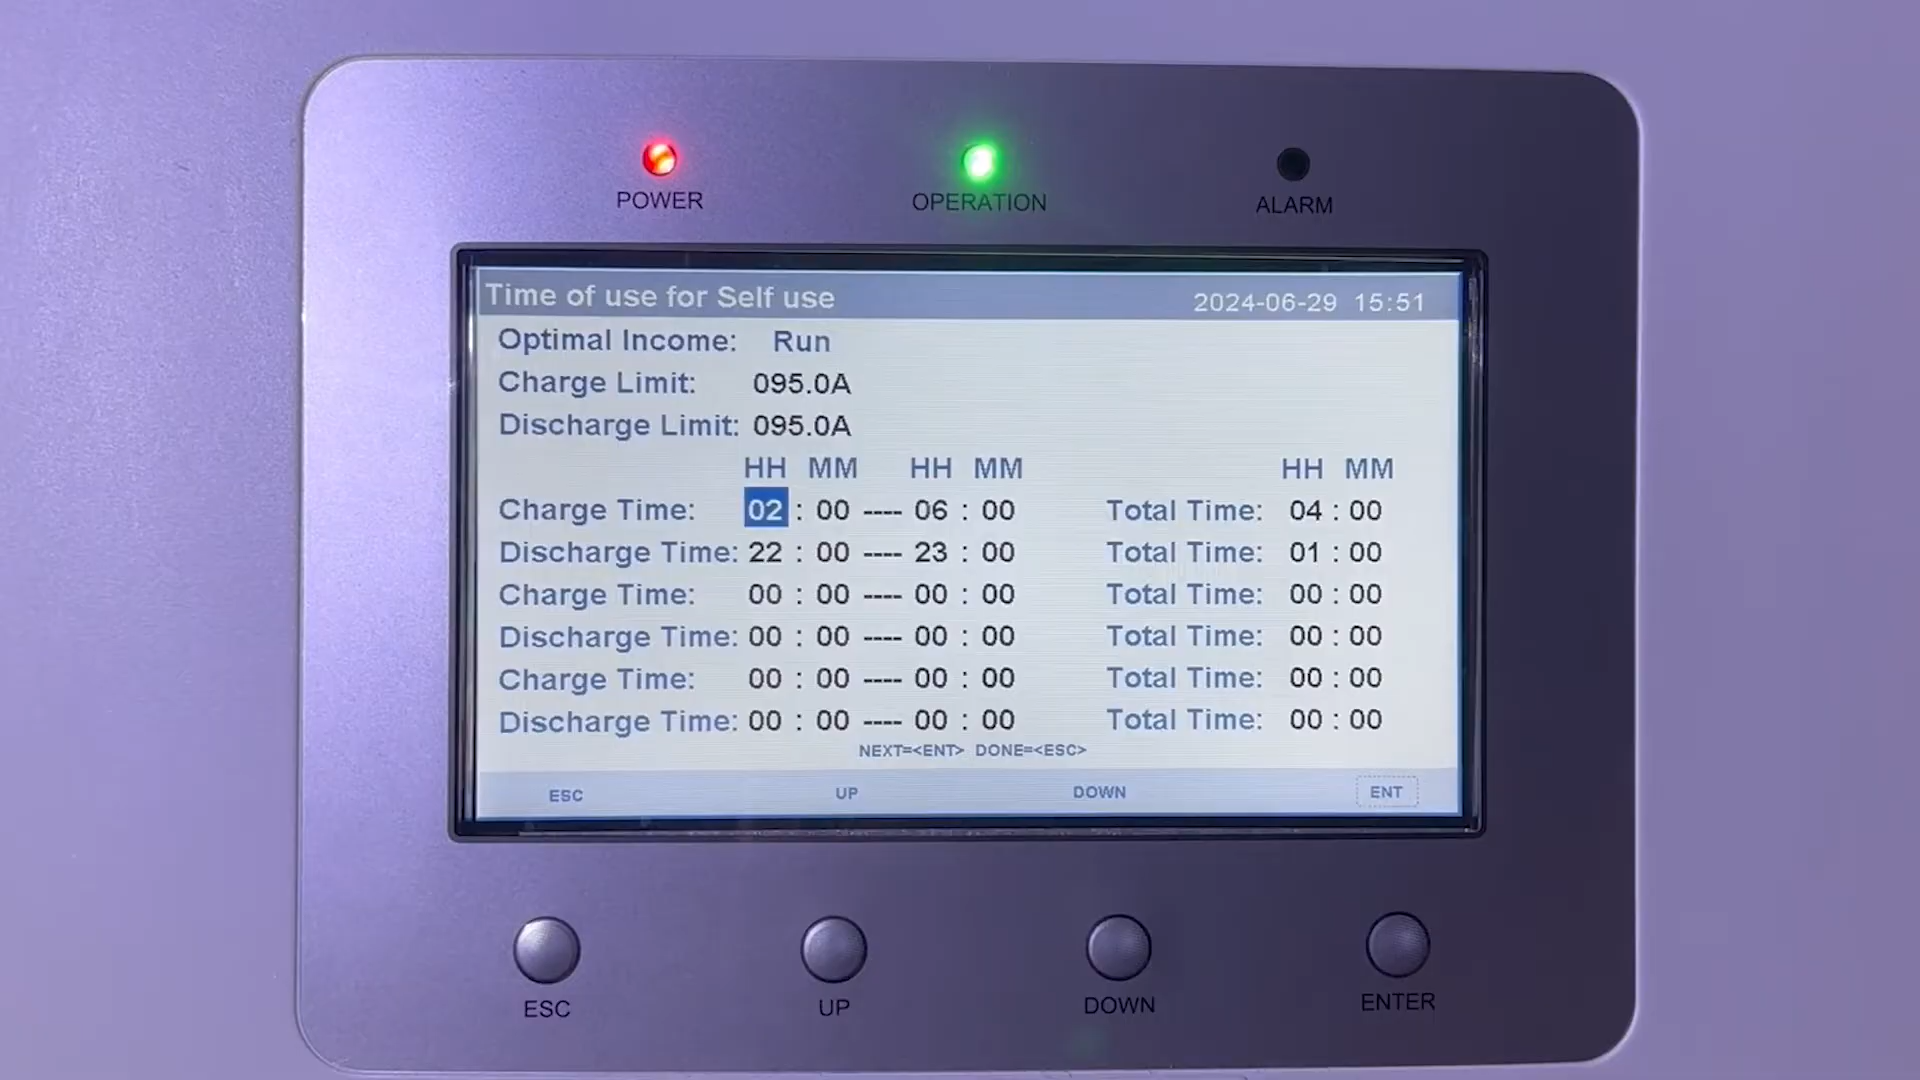 POWER OPERATION ALARM
Time of use for Self use 2024-06-29 15:51
Optimal Income: Run
Charge Limit: 095.0A
Discharge Limit: 095.0A
HH MM HH MM HH MM
Charge Time: 02 : 00 ---- 06 : 00 Total Time: 04 : 00
Discharge Time: 22 : 00 ---- 23 : 00 Total Time: 01 : 00
Charge Time: 00 : 00 ---- 00 : 00 Total Time: 00 : 00
Discharge Time: 00 : 00 ---- 00 : 00 Total Time: 00 : 00
Charge Time: 00 : 00 ---- 00 : 00 Total Time: 00 : 00
Discharge Time: 00 : 00 ---- 00 : 00 Total Time: 00 : 00
NEXT=<ENT> DONE=<ESC>
ESC UP DOWN ENT
ESC UP DOWN ENTER